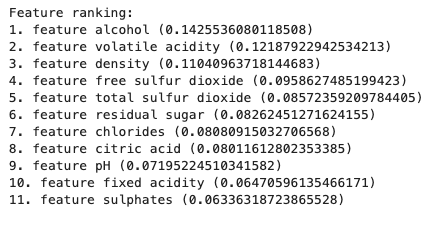 Feature ranking:
1. feature alcohol (0.1425536080118508)
2. feature volatile acidity (0.12187922942534213)
3. feature density (0.11040963718144683)
4. feature free sulfur dioxide (0.0958627485199423)
5. feature total sulfur dioxide (0.08572359209784405)
6. feature residual sugar (0.08262451271624155)
7. feature chlorides (0.08080915032706568)
8. feature citric acid (0.08011612802353385)
9. feature pH (0.07195224510341582)
10. feature fixed acidity (0.06470596135466171)
11. feature sulphates (0.06336318723865528)